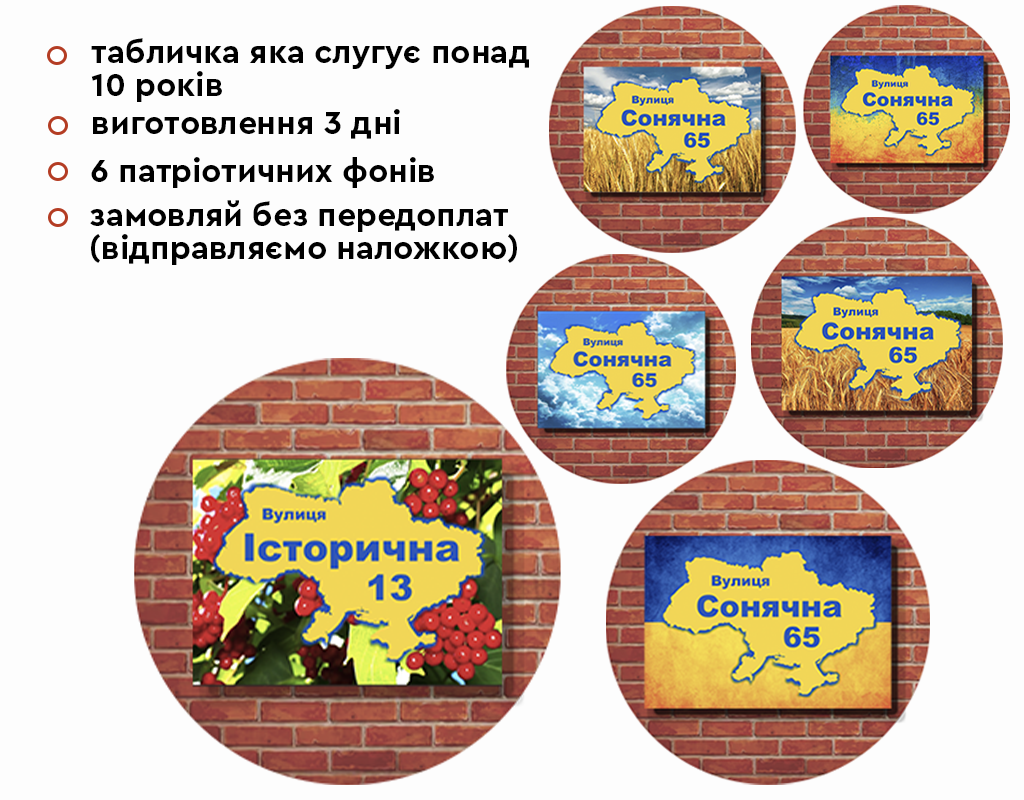 табличка яка слугує понад
10 років
виготовлення 3 дні
6 патріотичних фонів
замовляй без передоплат
(відправляємо наложкою)
Вулиця
Сонячна
65
Вулиця
Сонячна
65
Вулиця
Сонячна
65
Вулиця
Сонячна
65
Вулиця
Історична
13
Вулиця
Сонячна
65